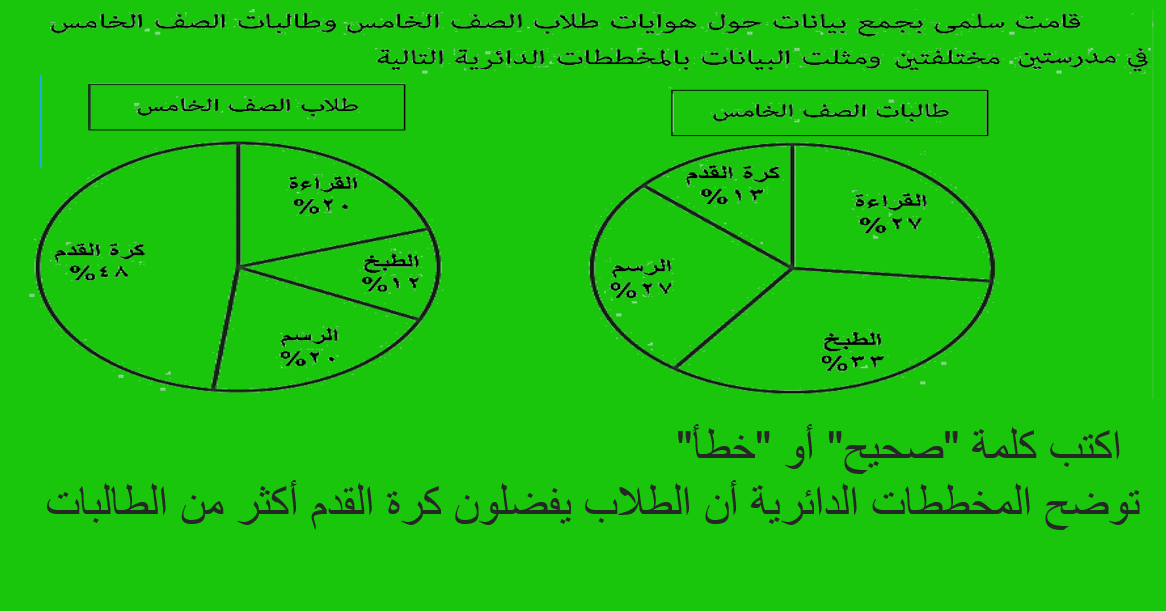 قامت سلمى بجمع بيانات حول هوايات طلاب الصف الخامس وطالبات الصف الخامس
في مدرستين مختلفتين ومثلت البيانات بالمخططات الدائرية التالية
طالبات الصف الخامس
كرة القدم
%١٣
القراءة
%٢٧
الرسم
%٢٧
الطبخ
%٣٣
طلاب الصف الخامس
القراءة
%٢٠
كرة القدم
%٤٨
الطبخ
%١٢
الرسم
%٢٠
اكتب كلمة "صحيح" أو "خطأ"
توضح المخططات الدائرية أن الطلاب يفضلون كرة القدم أكثر من الطالبات